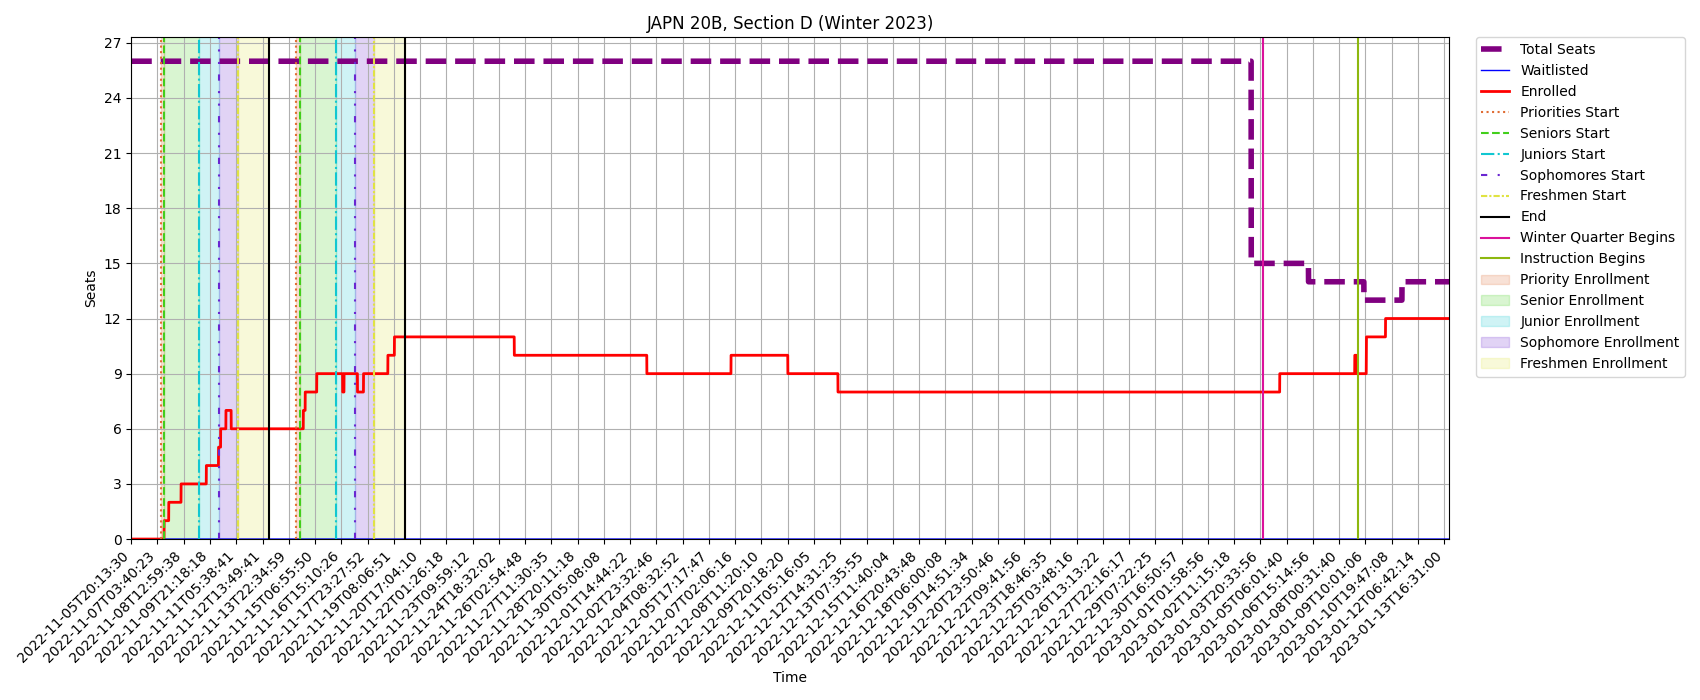 JAPN 20B, Section D (Winter 2023)
27
24
21
18
15
12
9
6
3
0
Seats
2022-11-05T20:13:30
2022-11-07T03:40:23
2022-11-08T12:59:38
2022-11-09T21:18:18
2022-11-11T05:38:41
2022-11-12T13:49:41
2022-11-13T22:34:59
2022-11-15T06:55:50
2022-11-16T15:10:26
2022-11-17T23:27:52
2022-11-19T08:06:51
2022-11-20T17:04:10
2022-11-22T01:26:18
2022-11-23T09:59:12
2022-11-24T18:32:02
2022-11-26T02:54:48
2022-11-27T11:30:35
2022-11-28T20:11:18
2022-11-30T05:08:08
2022-12-01T14:44:22
2022-12-02T23:32:46
2022-12-04T08:32:52
2022-12-05T17:17:47
2022-12-07T02:06:10
2022-12-08T11:20:10
2022-12-09T20:18:20
2022-12-11T05:16:05
2022-12-12T14:31:25
2022-12-13T17:35:55
2022-12-15T11:40:04
2022-12-16T20:43:48
2022-12-18T06:00:08
2022-12-19T14:51:34
2022-12-20T23:50:46
2022-12-22T09:41:56
2022-12-23T18:46:35
2022-12-25T03:48:16
2022-12-26T13:13:22
2022-12-27T22:16:17
2022-12-29T07:22:25
2022-12-30T16:50:57
2023-01-01T01:58:56
2023-01-02T11:15:18
2023-01-03T20:33:56
2023-01-05T06:01:40
2023-01-06T15:14:56
2023-01-08T00:31:40
2023-01-09T10:01:06
2023-01-10T19:47:08
2023-01-12T06:42:14
2023-01-13T16:31:00
Time
Total Seats
Waitlisted
Enrolled
Priorities Start
Seniors Start
Juniors Start
Sophomores Start
Freshmen Start
End
Winter Quarter Begins
Instruction Begins
Priority Enrollment
Senior Enrollment
Junior Enrollment
Sophomore Enrollment
Freshmen Enrollment